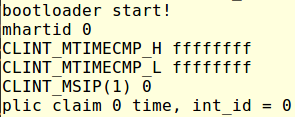 bootloader start!
mhartid 0
CLINT_MTIMECMP_H ffffffff
CLINT_MTIMECMP_L ffffffff
CLINT_MSIP(1) 0
plic claim 0 time, int_id = 0